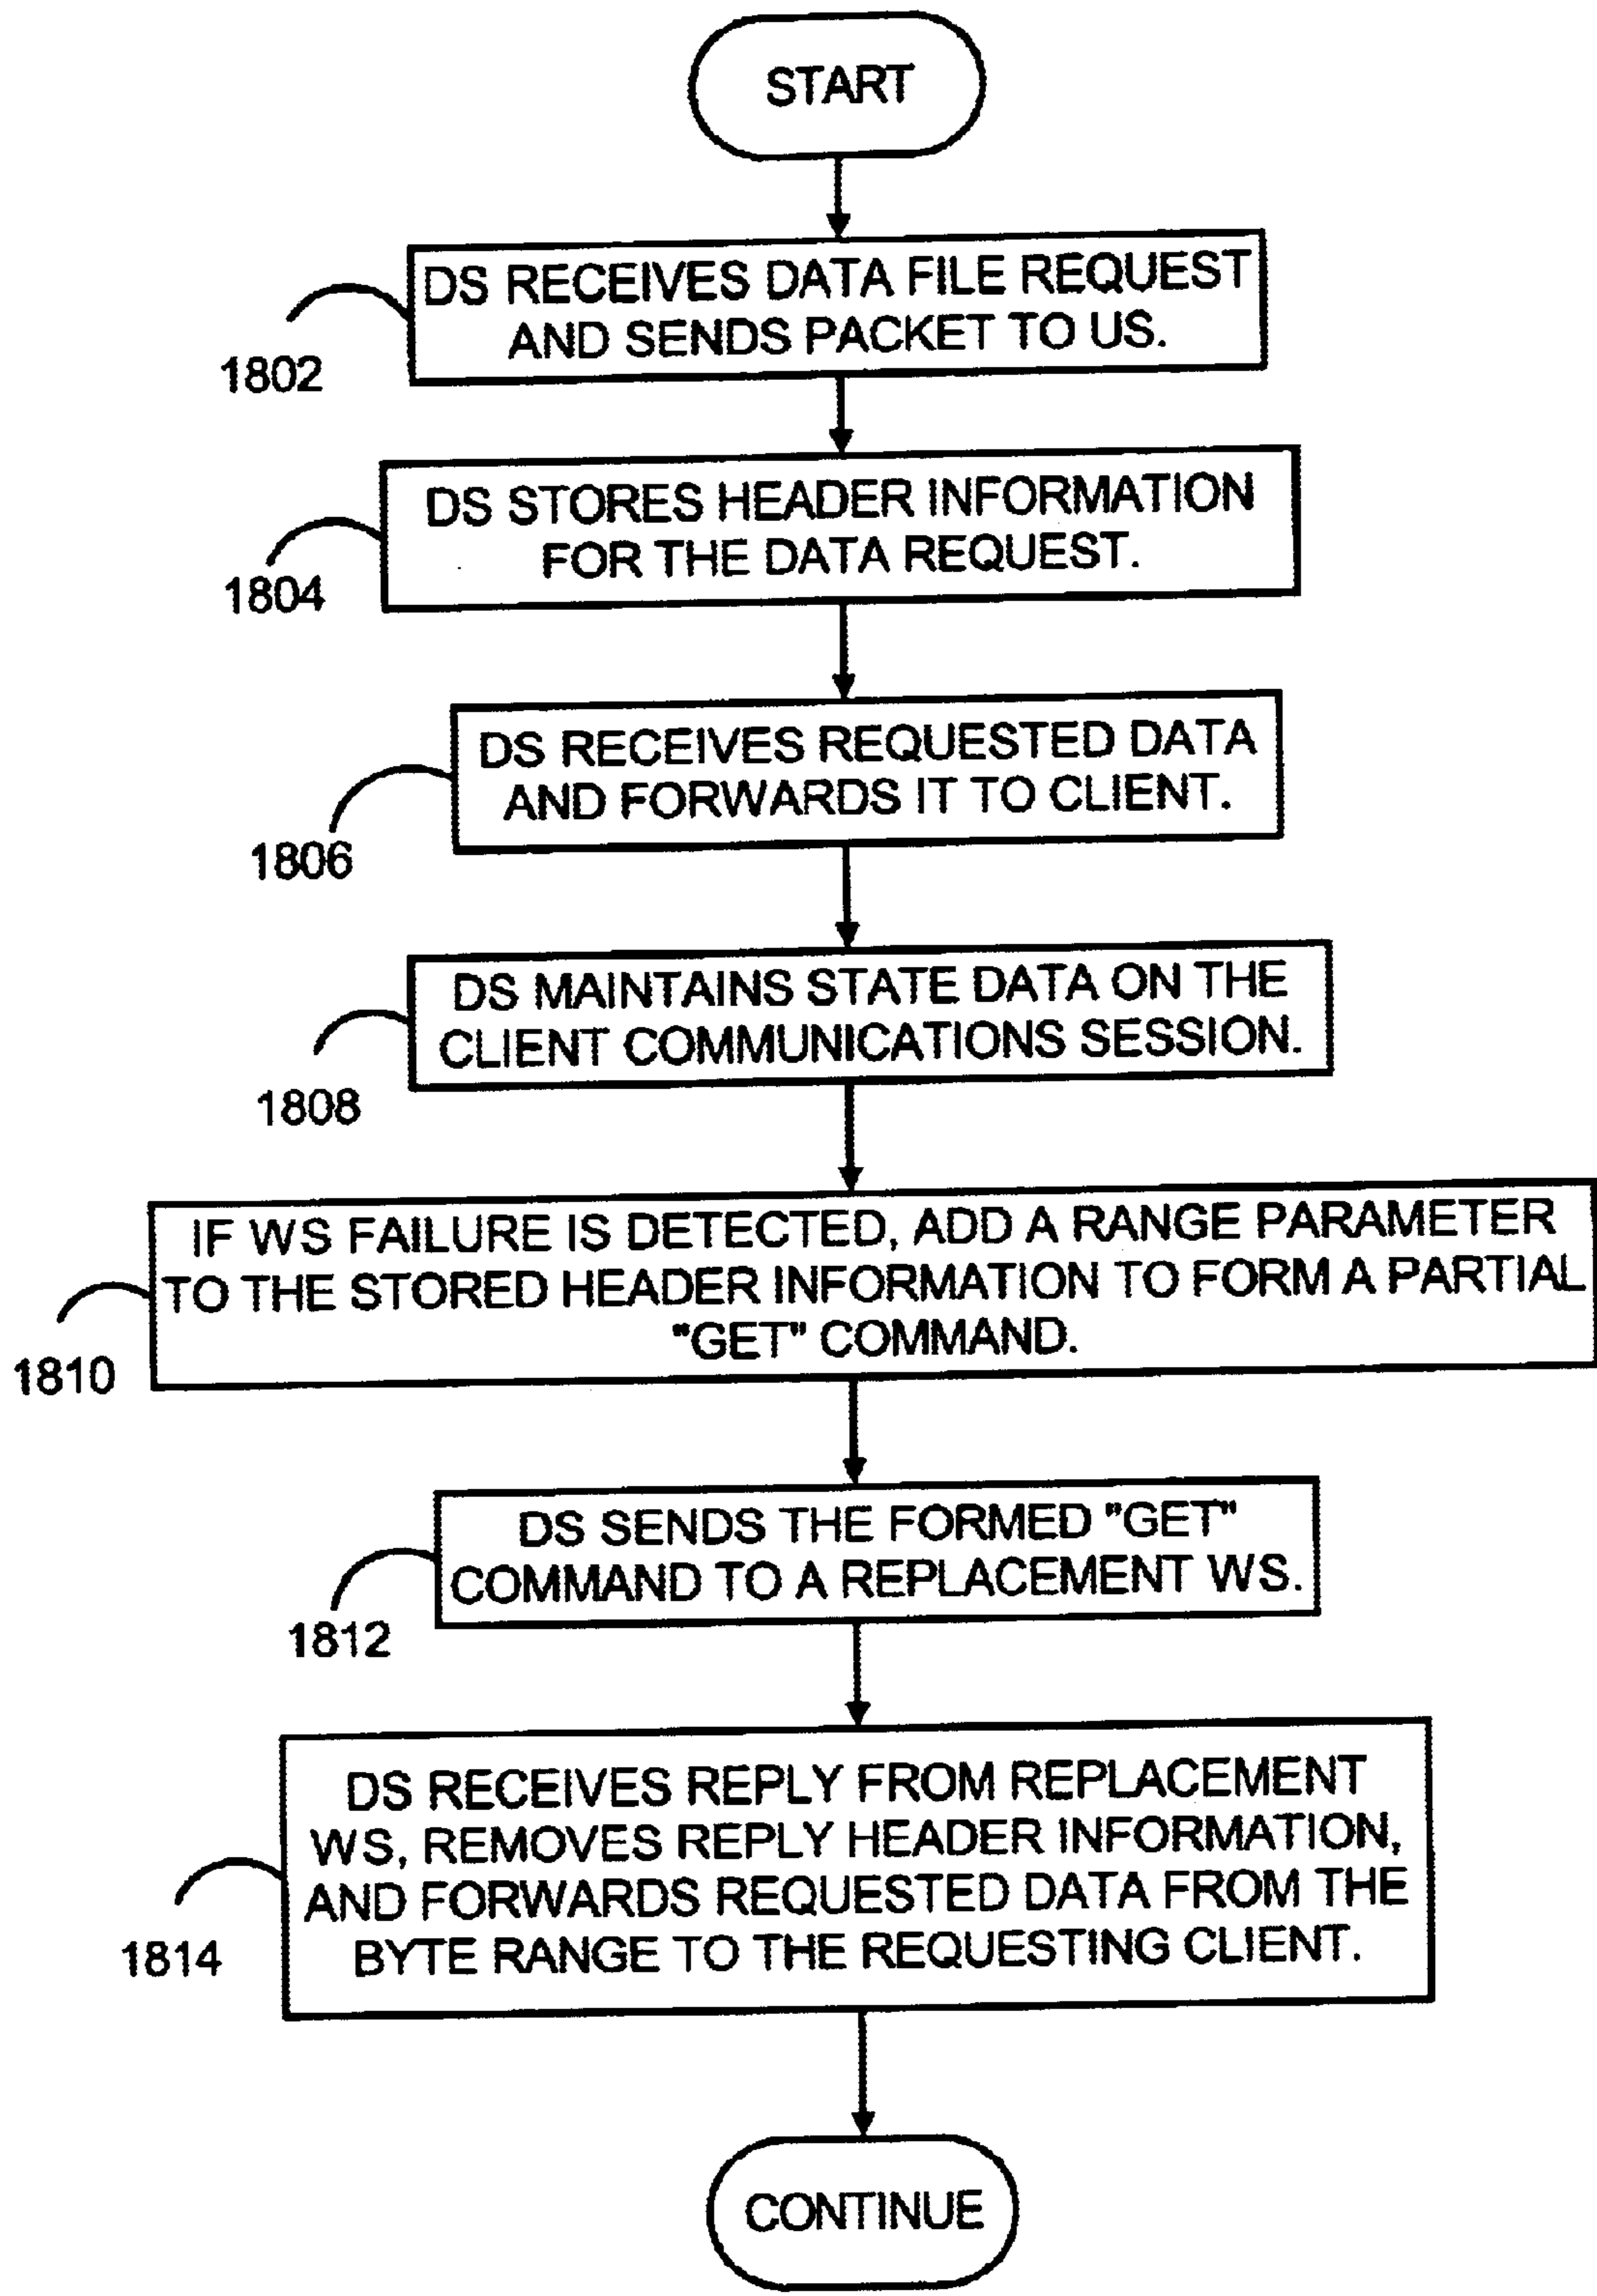 START
DS RECEIVES DATA FILE REQUEST
AND SENDS PACKET TO US.
1802
DS STORES HEADER INFORMATION
FOR THE DATA REQUEST.
1804
DS RECEIVES REQUESTED DATA
AND FORWARDS IT TO CLIENT.
1806
DS MAINTAINS STATE DATA ON THE
CLIENT COMMUNICATIONS SESSION.
1808
IF WS FAILURE IS DETECTED, ADD A RANGE PARAMETER
TO THE STORED HEADER INFORMATION TO FORM A PARTIAL
"GET" COMMAND.
1810
DS SENDS THE FORMED "GET"
COMMAND TO A REPLACEMENT WS.
1812
DS RECEIVES REPLY FROM REPLACEMENT
WS, REMOVES REPLY HEADER INFORMATION,
AND FORWARDS REQUESTED DATA FROM THE
BYTE RANGE TO THE REQUESTING CLIENT.
1814
CONTINUE